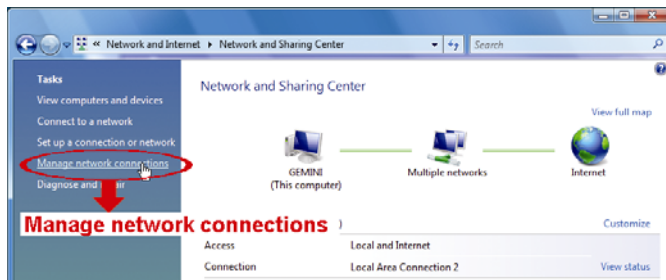 « Network and Internet ▸ Network and Sharing Center
Search
Tasks
View computers and devices
Connect to a network
Set up a connection or network
Manage network connections
Diagnose and
Network and Sharing Center
View full map
GEMINI
(This computer)
Multiple networks
Internet
Manage network connections
)
Customize
Access
Local and Internet
Connection
Local Area Connection 2
View status